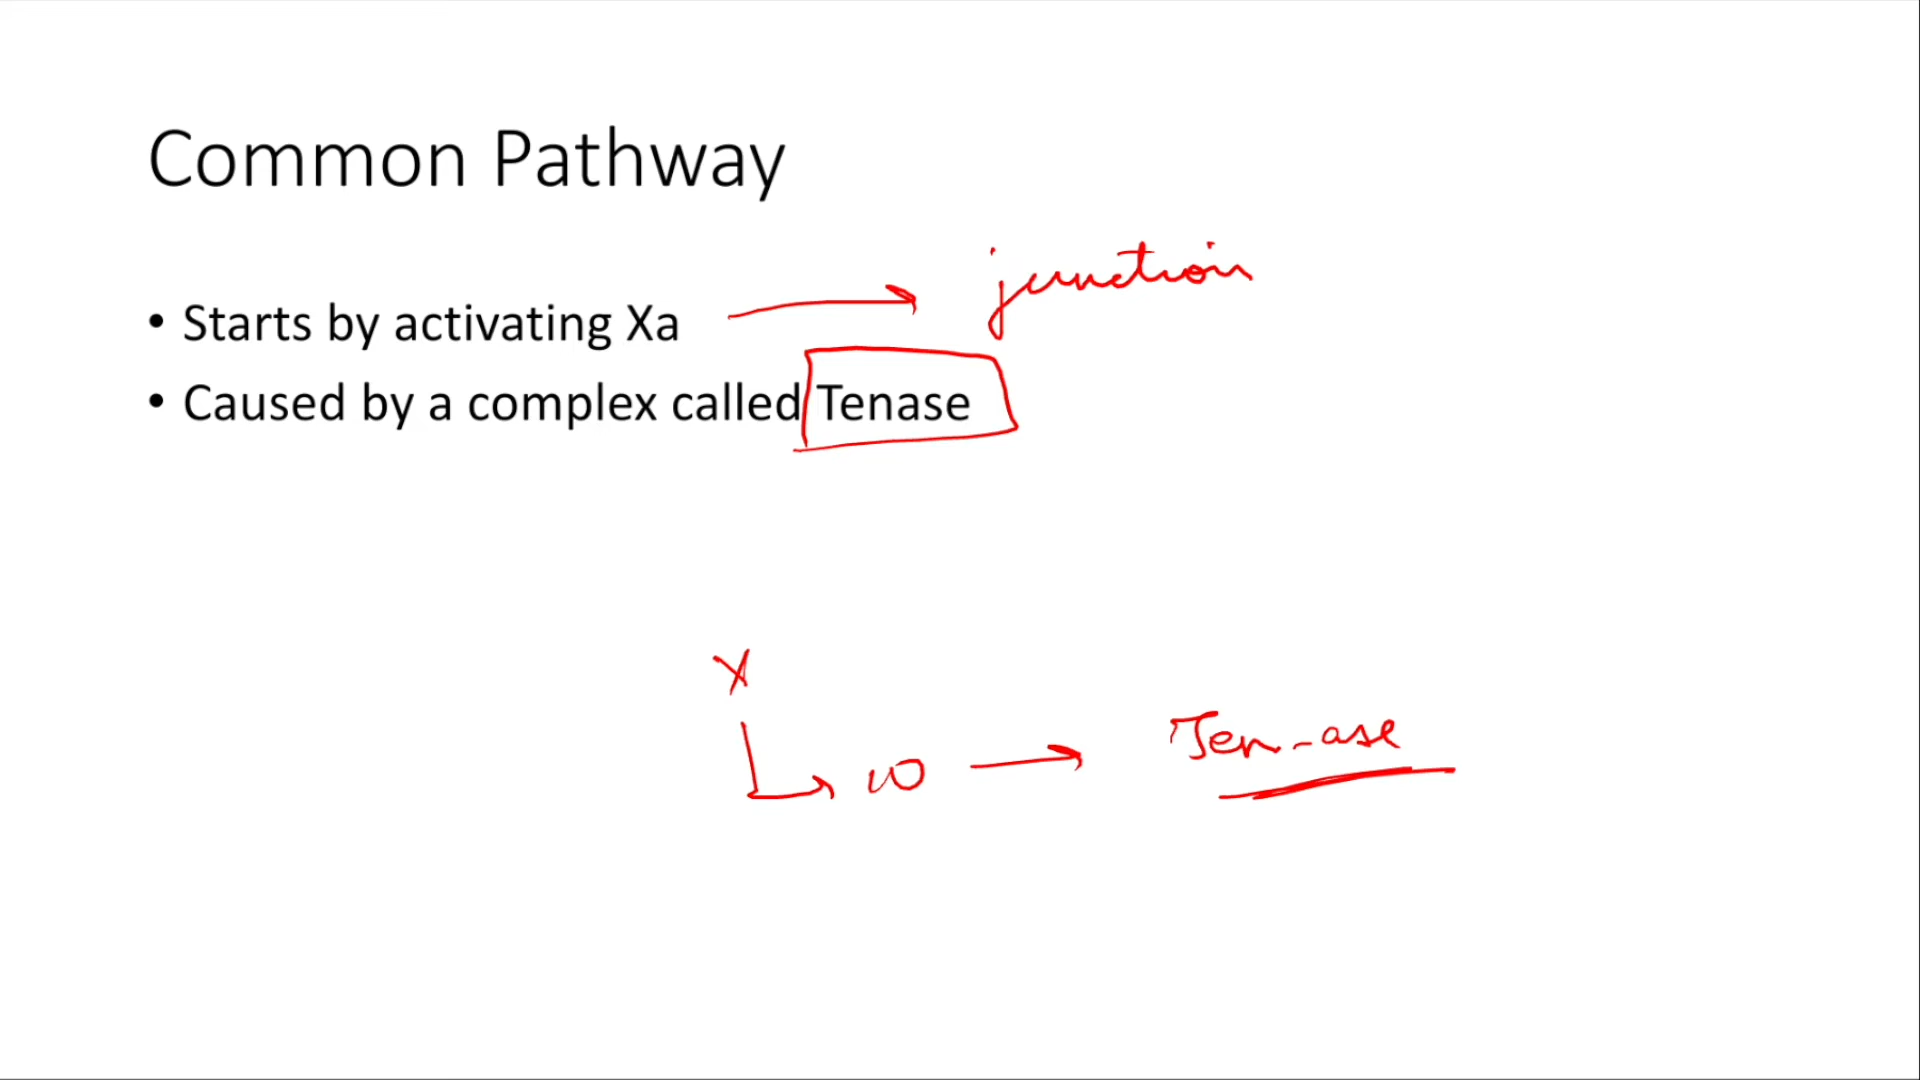 Common Pathway
junction
• Starts by activating Xa
• Caused by a complex called Tenase
X
10
Ten-ase